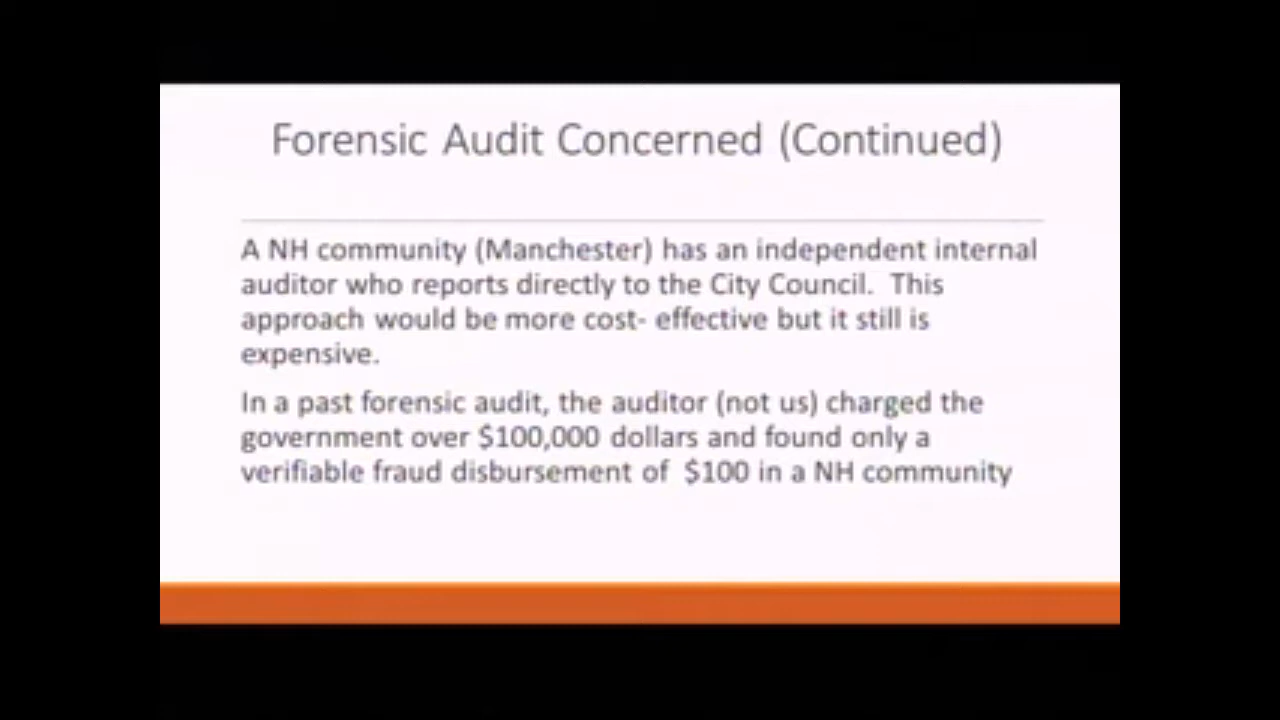 Forensic Audit Concerned (Continued)
A NH community (Manchester) has an independent internal
auditor who reports directly to the City Council.  This
approach would be more cost- effective but it still is
expensive.
In a past forensic audit, the auditor (not us) charged the
government over $100,000 dollars and found only a
verifiable fraud disbursement of  $100 in a NH community